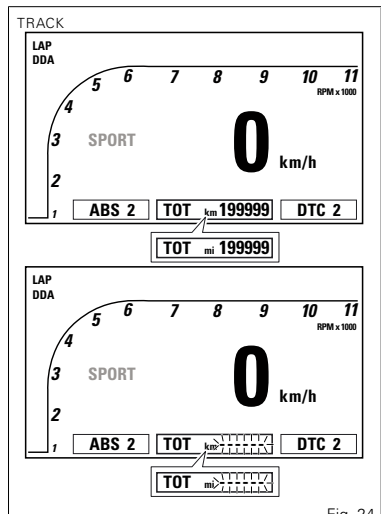 TRACK
LAP
DDA
5 6 7 8 9 10 11
RPM x 1000
4
3 SPORT 0 km/h
2
1 ABS 2 TOT km 199999 DTC 2
TOT mi 199999
LAP
DDA
5 6 7 8 9 10 11
RPM x 1000
4
3 SPORT 0 km/h
2
1 ABS 2 TOT km DTC 2
TOT mi
Fig. 24